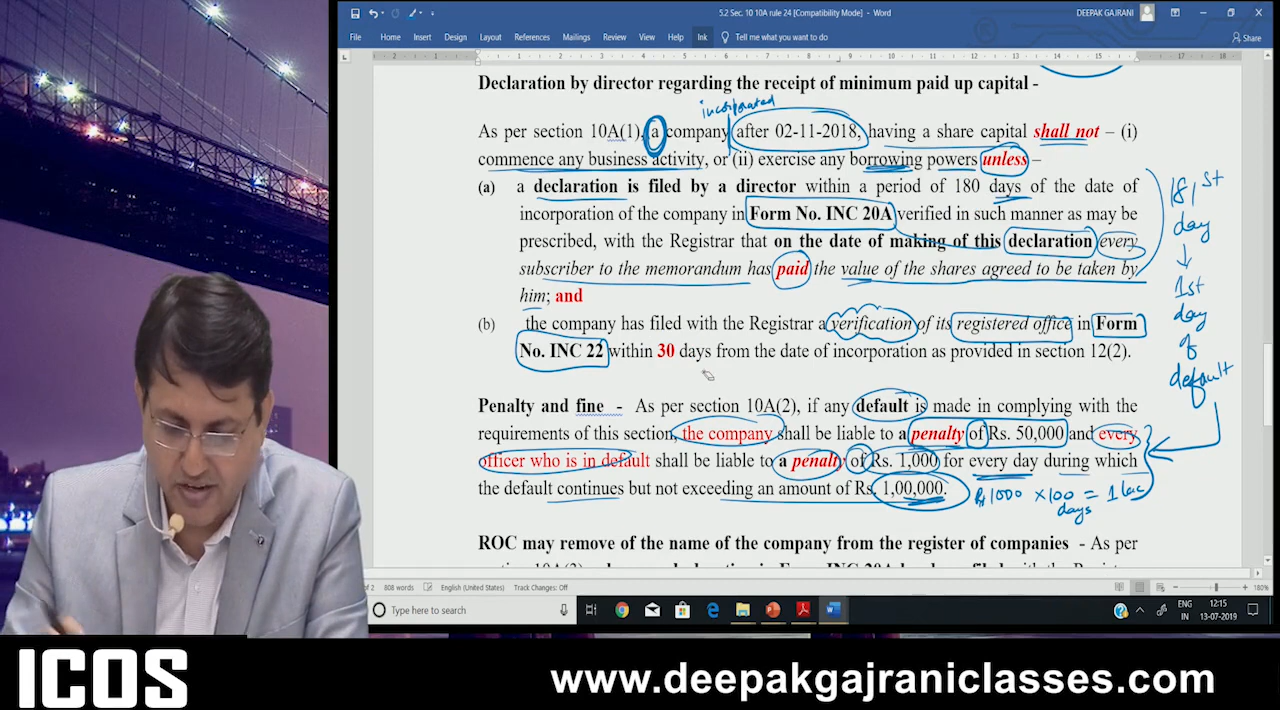 5.2 Sec. 10 10A rule 24 [Compatibility Mode] - Word
DEEPAK GAJRANI
File Home Insert Design Layout References Mailings Review View Help Ink Tell me what you want to do
Share
Declaration by director regarding the receipt of minimum paid up capital -
incorporated
As per section 10A(1), a company after 02-11-2018, having a share capital shall not – (i)
commence any business activity, or (ii) exercise any borrowing powers unless –
(a) a declaration is filed by a director within a period of 180 days of the date of
incorporation of the company in Form No. INC 20A verified in such manner as may be
prescribed, with the Registrar that on the date of making of this declaration every
subscriber to the memorandum has paid the value of the shares agreed to be taken by
him; and
(b) the company has filed with the Registrar a verification of its registered office in Form
No. INC 22 within 30 days from the date of incorporation as provided in section 12(2).
181st
day
↓
1st
day
of
default
Penalty and fine - As per section 10A(2), if any default is made in complying with the
requirements of this section, the company shall be liable to a penalty of Rs. 50,000 and every
officer who is in default shall be liable to a penalty of Rs. 1,000 for every day during which
the default continues but not exceeding an amount of Rs. 1,00,000.
Rs 1000 × 100 = 1 lac
days
ROC may remove of the name of the company from the register of companies - As per
of 2 808 words English (United States) Track Changes: Off
180%
Type here to search
ENG
IN
12:15
13-07-2019
ICOS
www.deepakgajraniclasses.com